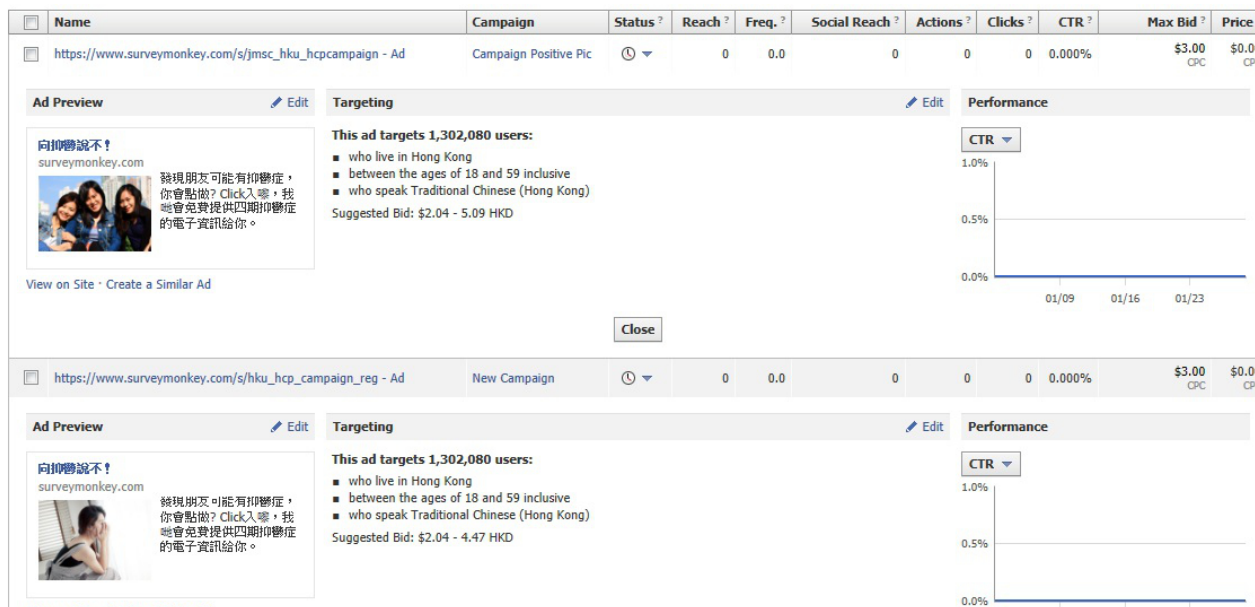 Name Campaign Status ? Reach ? Freq. ? Social Reach ? Actions ? Clicks ? CTR ? Max Bid ? Price
https://www.surveymonkey.com/s/jmsc_hku_hcpcampaign - Ad Campaign Positive Pic 0 0.0 0 0 0 0.000% $3.00 $0.0
CPC CP
Ad Preview Edit Targeting Edit Performance
向抑鬱說不！
surveymonkey.com
發現朋友可能有抑鬱症，
你會點做? Click入嚟，我
哋會免費提供四期抑鬱症
的電子資訊給你。
View on Site · Create a Similar Ad
This ad targets 1,302,080 users:
who live in Hong Kong
between the ages of 18 and 59 inclusive
who speak Traditional Chinese (Hong Kong)
Suggested Bid: $2.04 - 5.09 HKD
CTR
1.0%
0.5%
0.0%
01/09 01/16 01/23
Close
https://www.surveymonkey.com/s/hku_hcp_campaign_reg - Ad New Campaign 0 0.0 0 0 0 0.000% $3.00 $0.0
CPC CP
Ad Preview Edit Targeting Edit Performance
向抑鬱說不！
surveymonkey.com
發現朋友可能有抑鬱症，
你會點做? Click入嚟，我
哋會免費提供四期抑鬱症
的電子資訊給你。
This ad targets 1,302,080 users:
who live in Hong Kong
between the ages of 18 and 59 inclusive
who speak Traditional Chinese (Hong Kong)
Suggested Bid: $2.04 - 4.47 HKD
CTR
1.0%
0.5%
0.0%